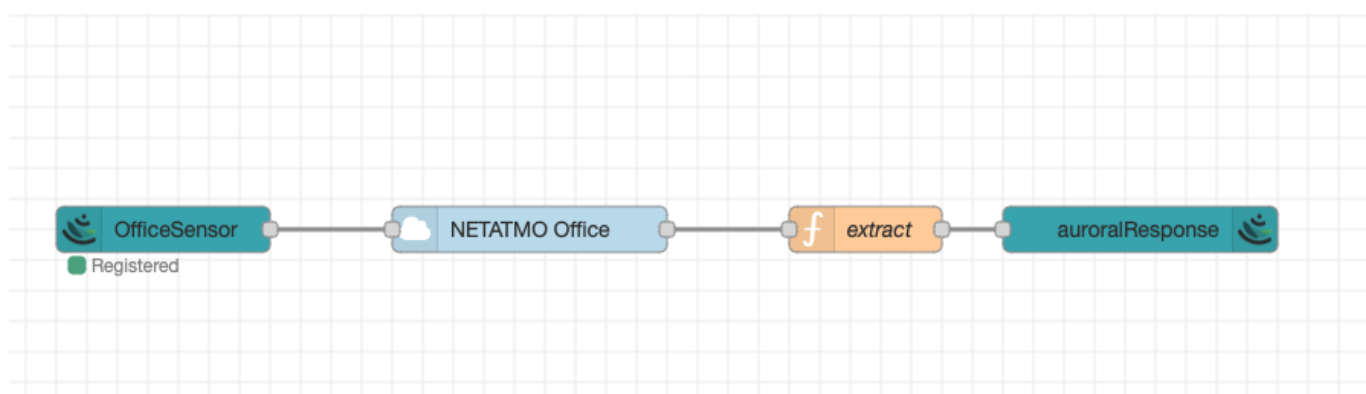 OfficeSensor
NETATMO Office
extract
auroralResponse
Registered